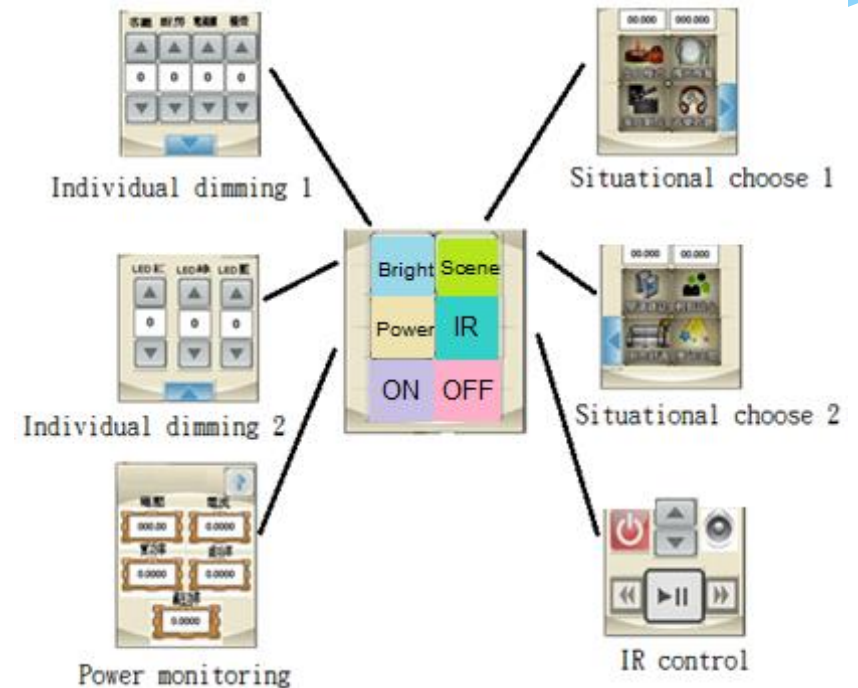 00.000 000.000
0 0 0 0
Individual dimming 1
Situational choose 1
Bright Scene
Power IR
ON OFF
LED紅 LED綠 LED藍
0 0 0
Individual dimming 2
00.000 00.000
Situational choose 2
電壓 電流
000.00 0.0000
0.0000 0.0000
0.0000
Power monitoring
IR control